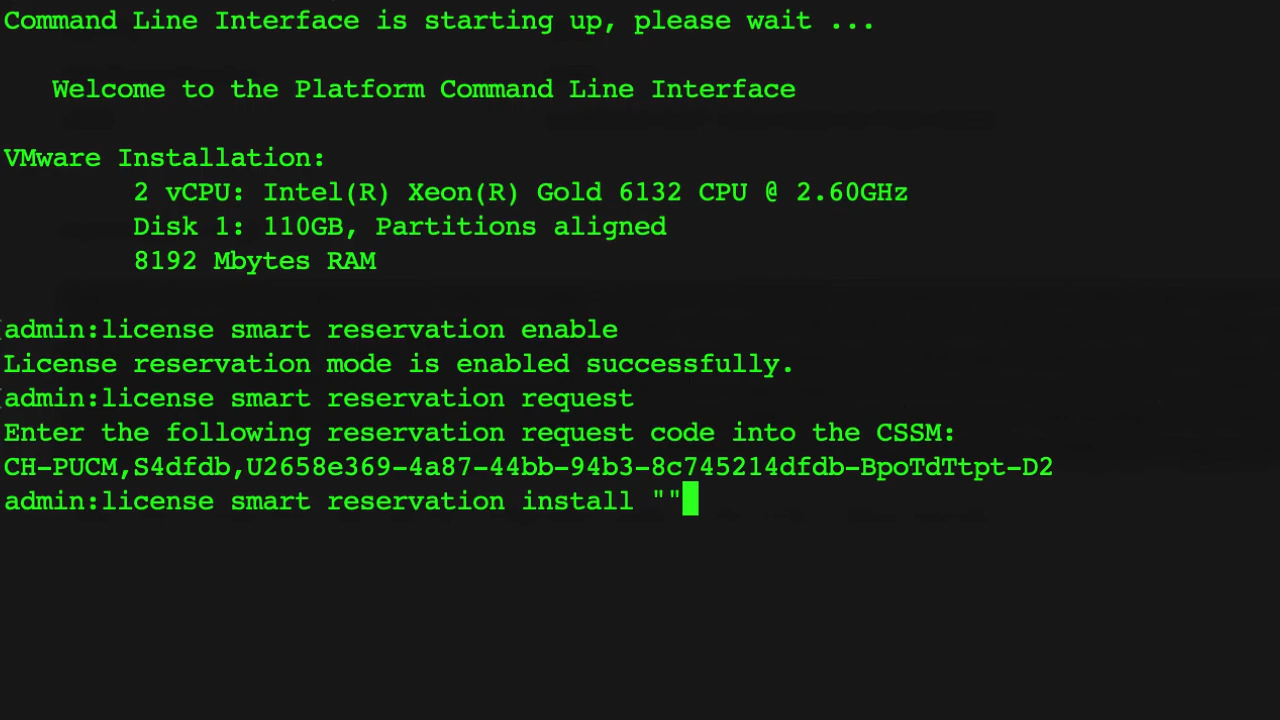 Command Line Interface is starting up, please wait ...
Welcome to the Platform Command Line Interface
VMware Installation:
2 vCPU: Intel(R) Xeon(R) Gold 6132 CPU @ 2.60GHz
Disk 1: 110GB, Partitions aligned
8192 Mbytes RAM
admin:license smart reservation enable
License reservation mode is enabled successfully.
admin:license smart reservation request
Enter the following reservation request code into the CSSM:
CH-PUCM,S4dfdb,U2658e369-4a87-44bb-94b3-8c745214dfdb-BpoTdTtpt-D2
admin:license smart reservation install ""